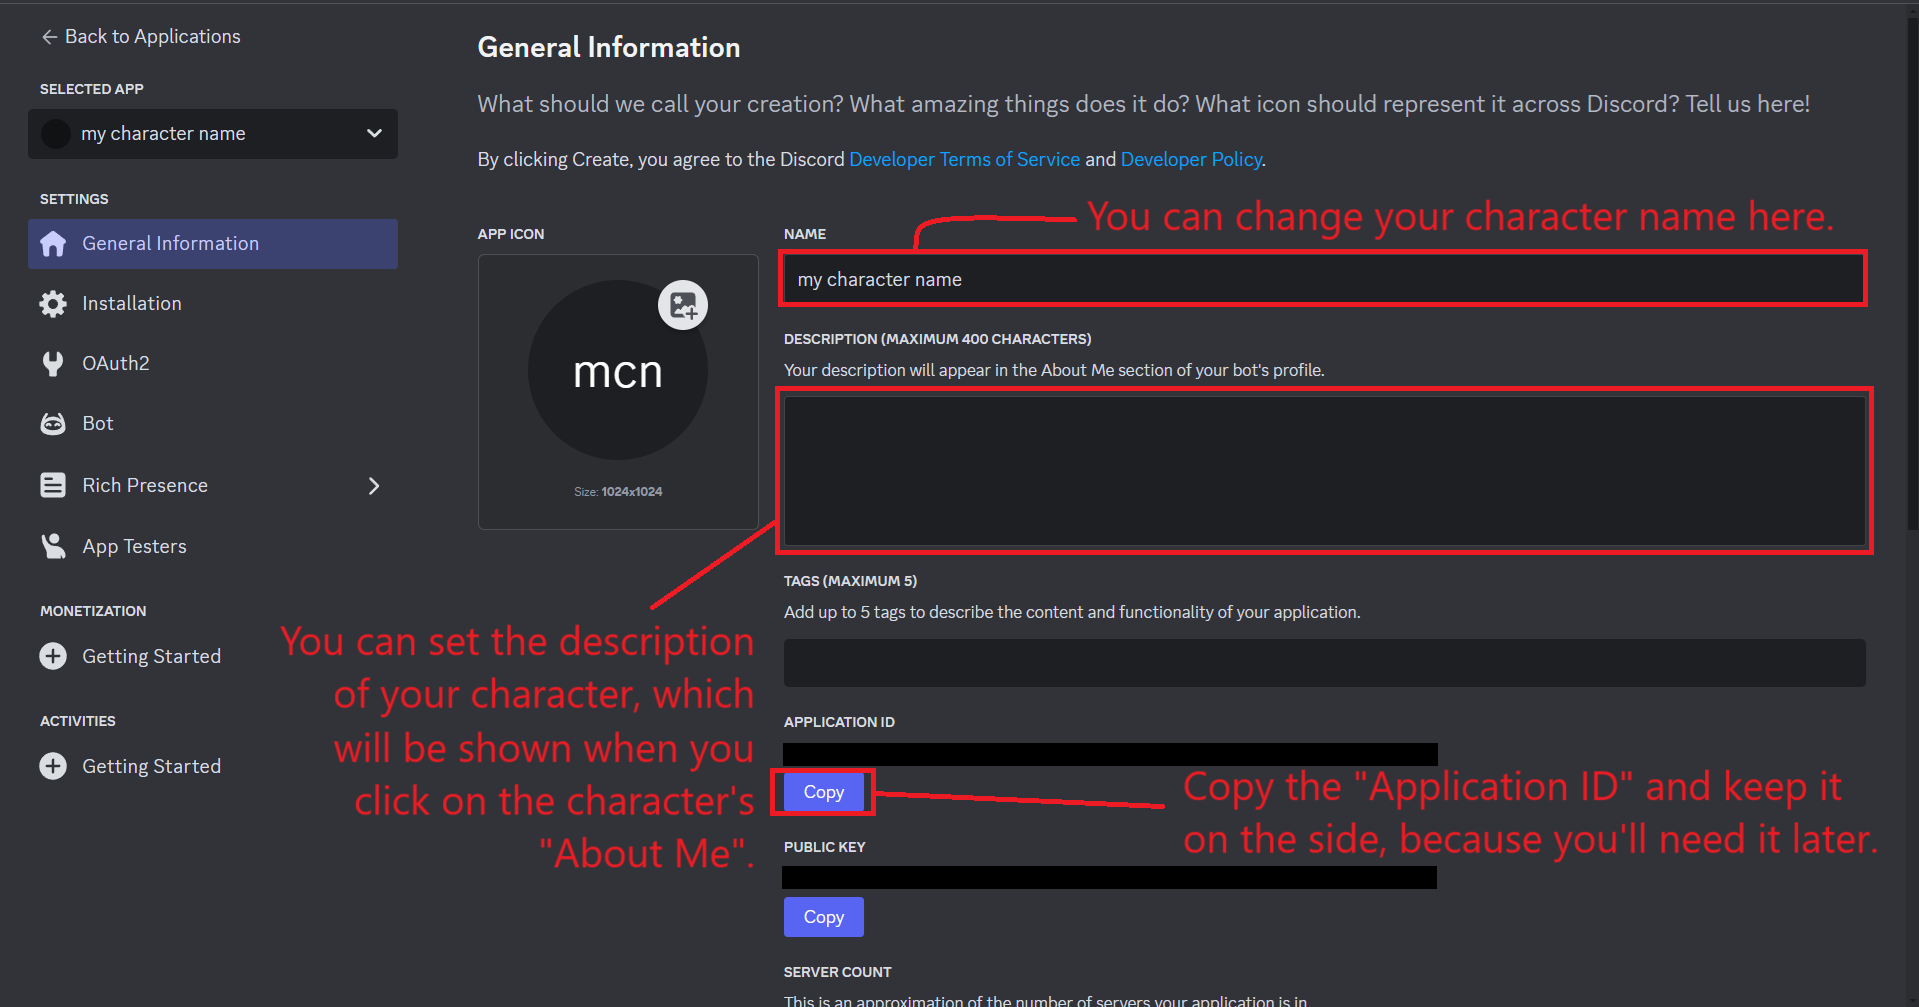 Back to Applications
SELECTED APP
my character name
SETTINGS
General Information
Installation
OAuth2
Bot
Rich Presence
App Testers
MONETIZATION
Getting Started
ACTIVITIES
Getting Started
General Information
What should we call your creation? What amazing things does it do? What icon should represent it across Discord? Tell us here!
By clicking Create, you agree to the Discord Developer Terms of Service and Developer Policy.
APP ICON
mcn
Size: 1024x1024
NAME
You can change your character name here.
my character name
DESCRIPTION (MAXIMUM 400 CHARACTERS)
Your description will appear in the About Me section of your bot's profile.
You can set the description
of your character, which
will be shown when you
click on the character's
"About Me".
TAGS (MAXIMUM 5)
Add up to 5 tags to describe the content and functionality of your application.
APPLICATION ID
Copy
Copy the "Application ID" and keep it
on the side, because you'll need it later.
PUBLIC KEY
Copy
SERVER COUNT
This is an approximation of the number of servers your application is in